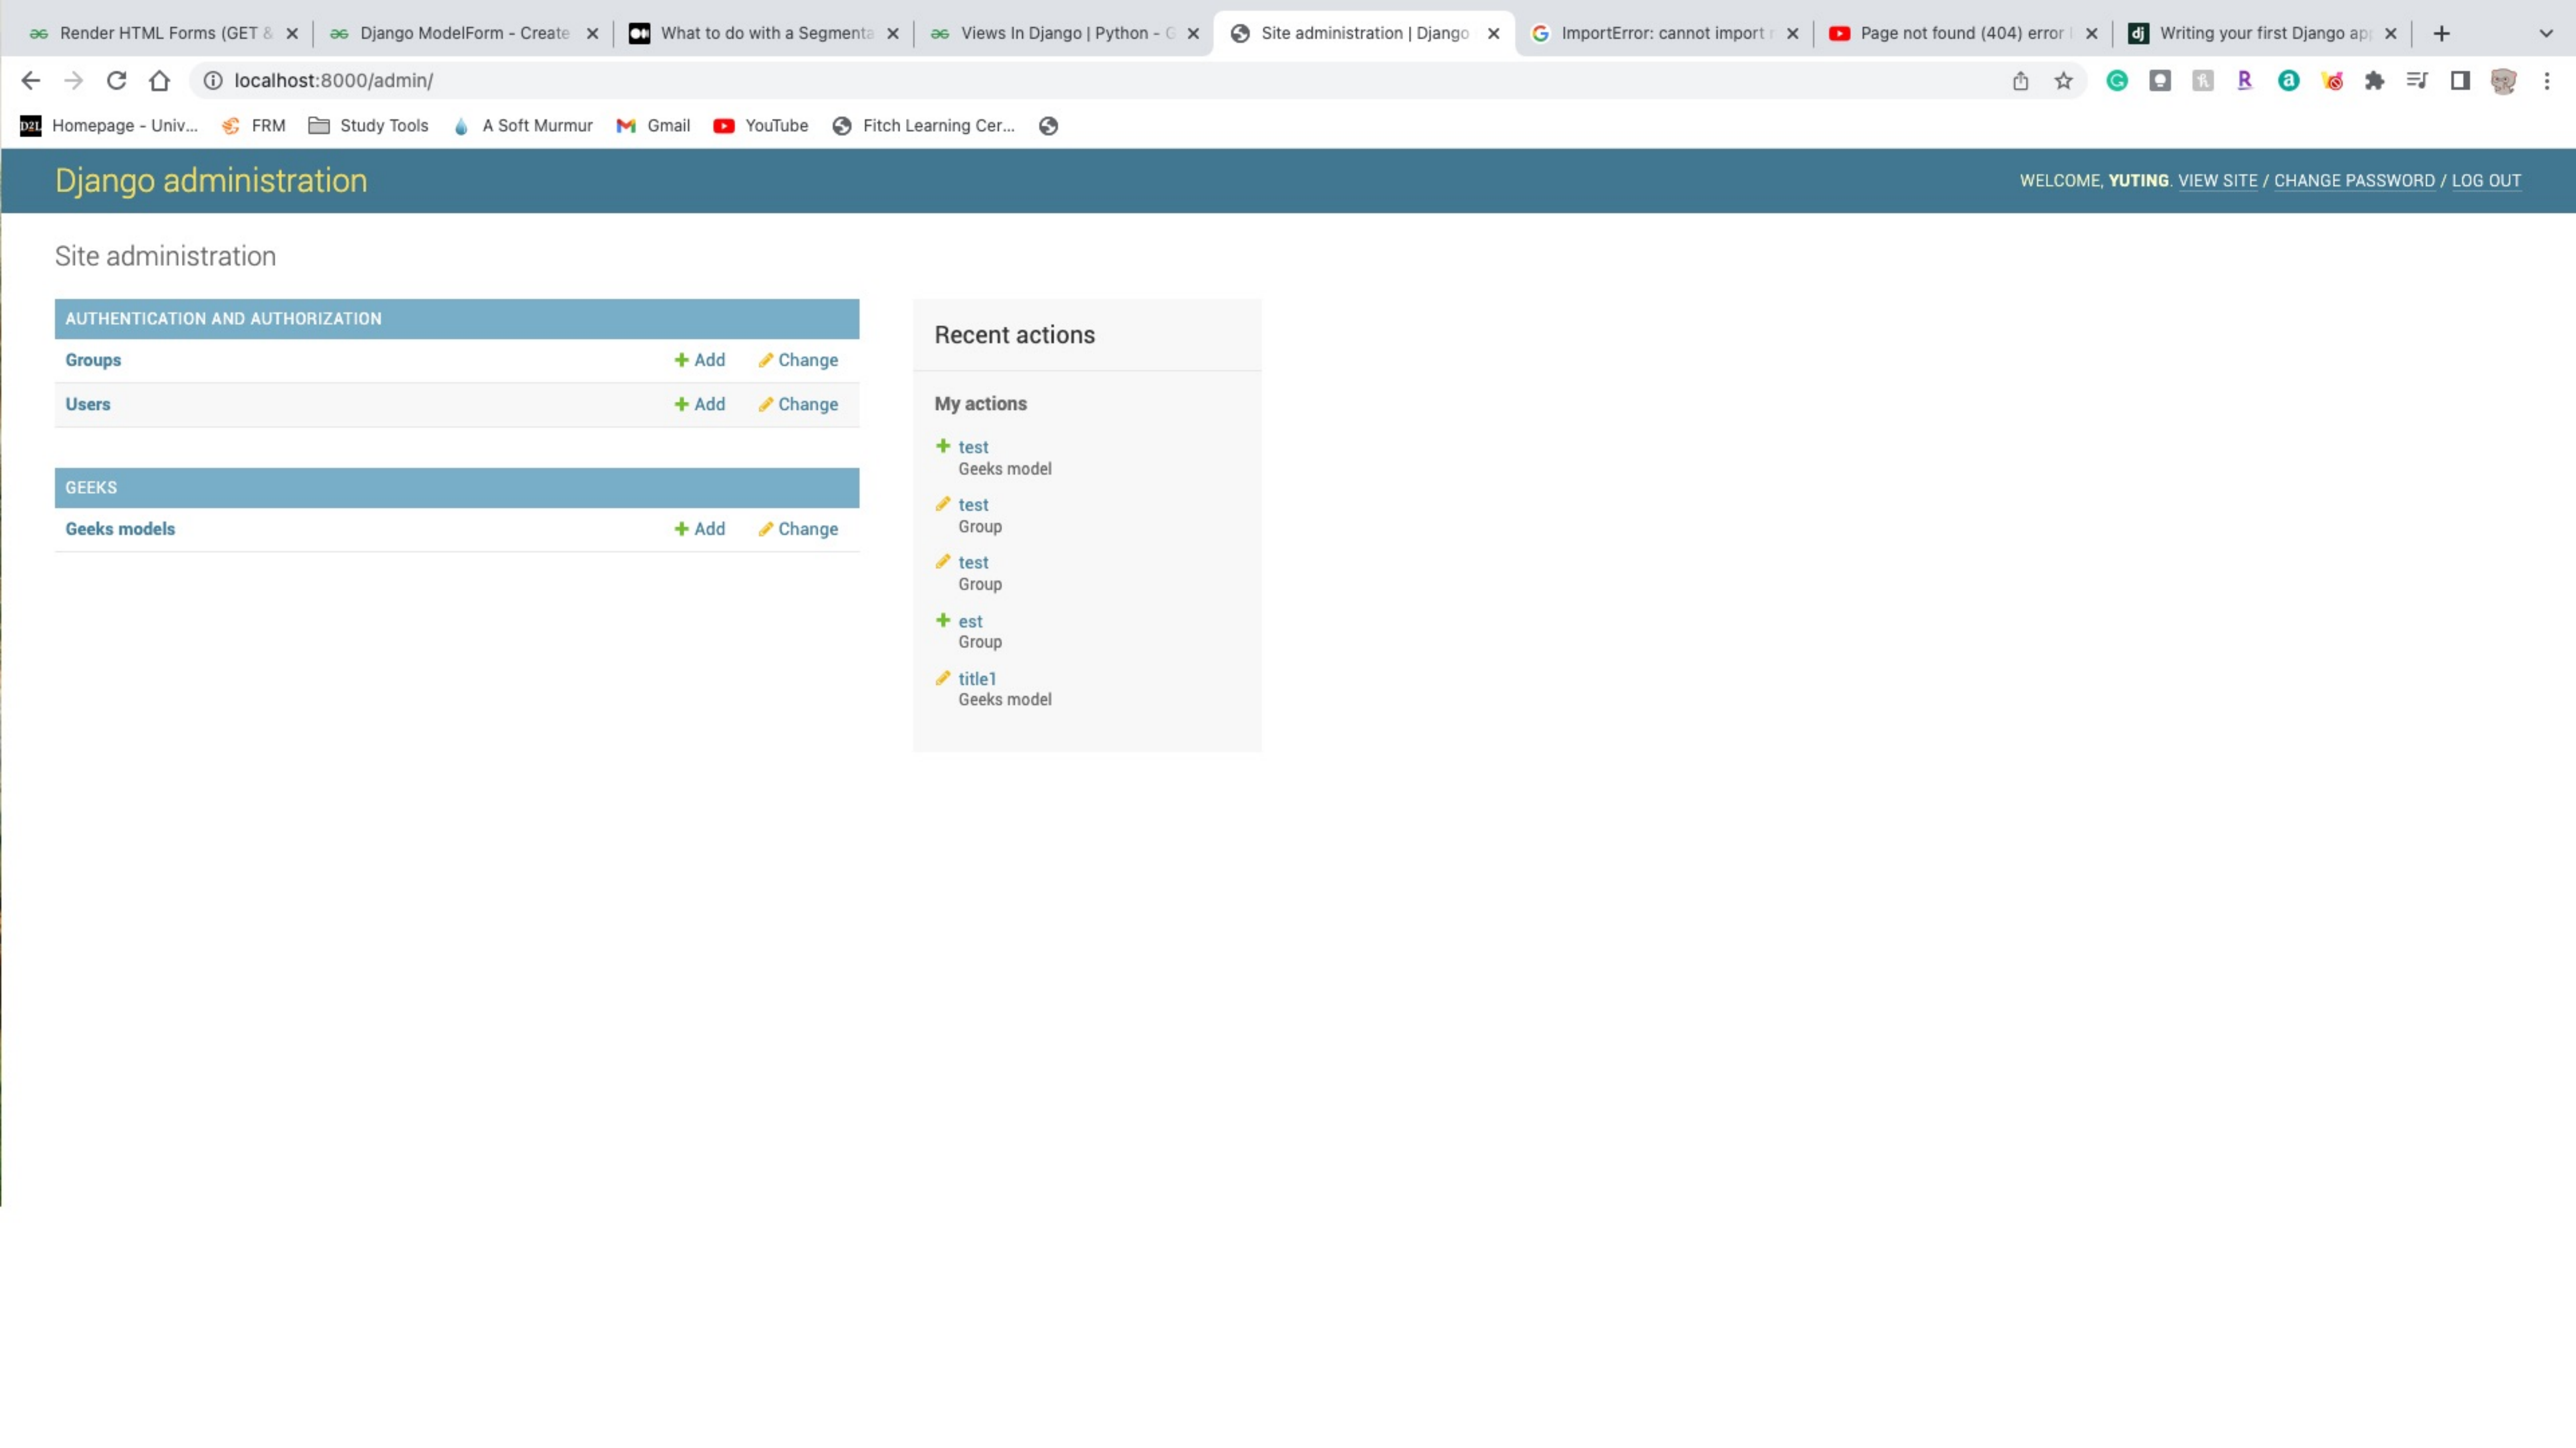 Render HTML Forms (GET &
Django ModelForm - Create
What to do with a Segmenta
Views In Django | Python - G
Site administration | Django
ImportError: cannot import
Page not found (404) error
Writing your first Django ap
localhost:8000/admin/
Homepage - Univ...
FRM
Study Tools
A Soft Murmur
Gmail
YouTube
Fitch Learning Cer...
Django administration
WELCOME, YUTING. VIEW SITE / CHANGE PASSWORD / LOG OUT
Site administration
AUTHENTICATION AND AUTHORIZATION
Groups Add Change
Users Add Change
GEEKS
Geeks models Add Change
Recent actions
My actions
test
Geeks model
test
Group
test
Group
est
Group
title1
Geeks model